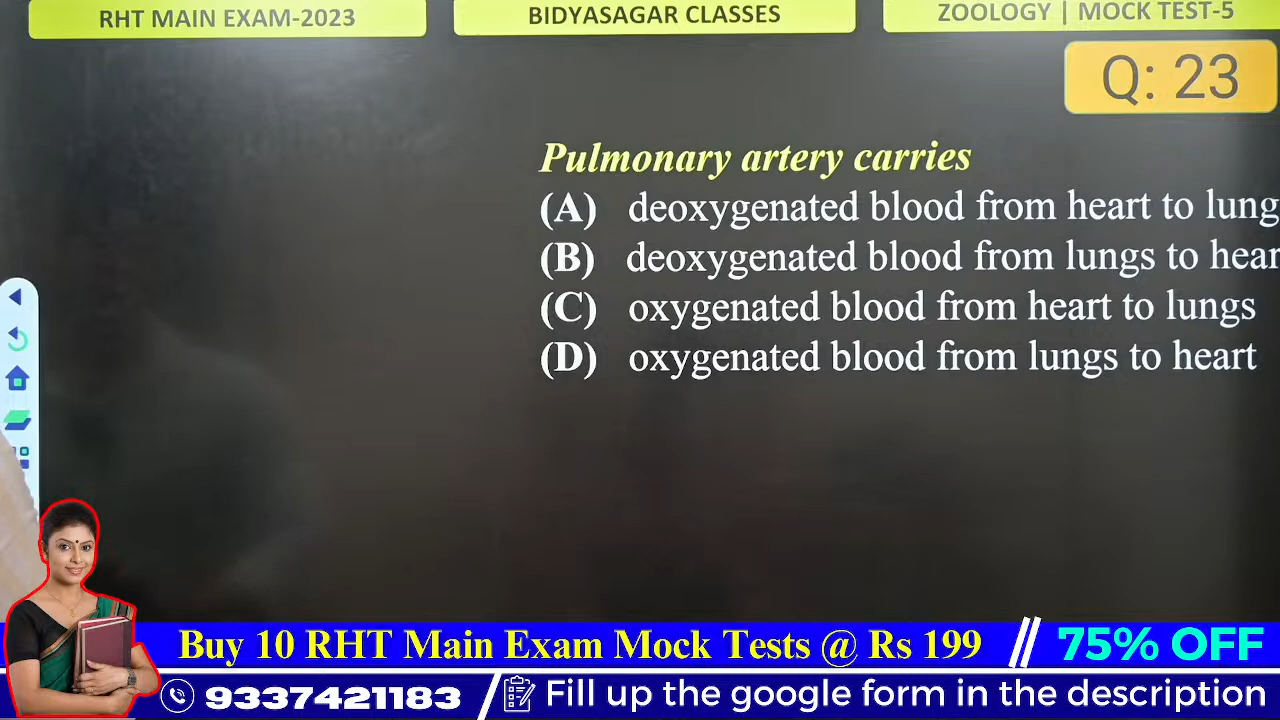 RHT MAIN EXAM-2023
BIDYASAGAR CLASSES
ZOOLOGY | MOCK TEST-5
Q: 23
Pulmonary artery carries
(A) deoxygenated blood from heart to lung
(B) deoxygenated blood from lungs to hear
(C) oxygenated blood from heart to lungs
(D) oxygenated blood from lungs to heart
Buy 10 RHT Main Exam Mock Tests @ Rs 199 // 75% OFF
9337421183 / Fill up the google form in the description